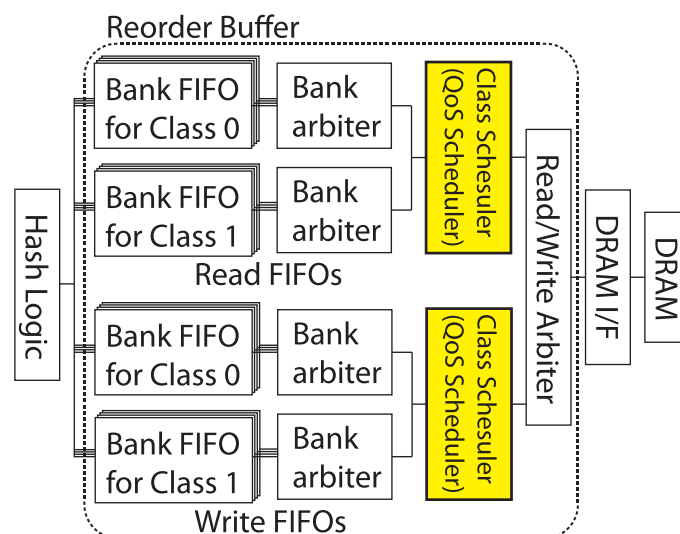 Reorder Buffer
Hash Logic
Bank FIFO
for Class 0
Bank
arbiter
Bank FIFO
for Class 1
Bank
arbiter
Read FIFOs
Class Schesuler
(QoS Scheduler)
Bank FIFO
for Class 0
Bank
arbiter
Bank FIFO
for Class 1
Bank
arbiter
Write FIFOs
Class Schesuler
(QoS Scheduler)
Read/Write Arbiter
DRAM I/F
DRAM